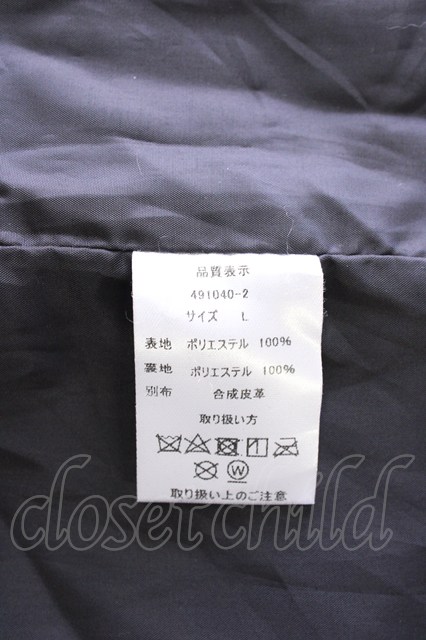 品質表示
491040-2
サイズ L
表地 ポリエステル 100%
裏地 ポリエステル 100%
別布 合成皮革
取り扱い方
W
取り扱い上のご注意
closet child